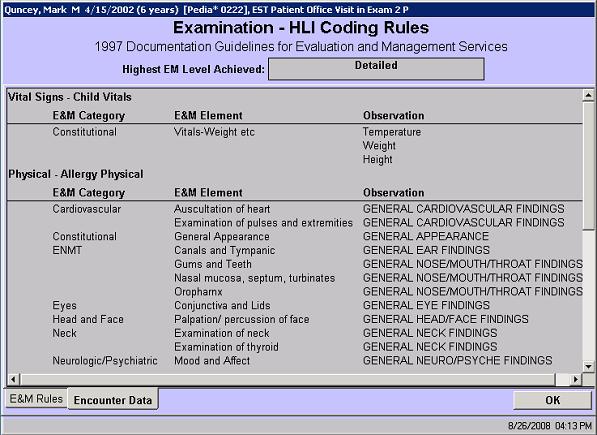 Quncey, Mark  M  4/15/2002 (6 years)  [Pedia* 0222], EST Patient Office Visit in Exam 2 P
Examination - HLI Coding Rules
1997 Documentation Guidelines for Evaluation and Management Services
Highest EM Level Achieved: Detailed
Vital Signs - Child Vitals
E&M Category E&M Element Observation
Constitutional Vitals-Weight etc Temperature
Weight
Height
Physical - Allergy Physical
E&M Category E&M Element Observation
Cardiovascular Auscultation of heart GENERAL CARDIOVASCULAR FINDINGS
Examination of pulses and extremities GENERAL CARDIOVASCULAR FINDINGS
Constitutional General Appearance GENERAL APPEARANCE
ENMT Canals and Tympanic GENERAL EAR FINDINGS
Gums and Teeth GENERAL NOSE/MOUTH/THROAT FINDINGS
Nasal mucosa, septum, turbinates GENERAL NOSE/MOUTH/THROAT FINDINGS
Oropharnx GENERAL NOSE/MOUTH/THROAT FINDINGS
Eyes Conjunctiva and Lids GENERAL EYE FINDINGS
Head and Face Palpation/ percussion of face GENERAL HEAD/FACE FINDINGS
Neck Examination of neck GENERAL NECK FINDINGS
Examination of thyroid GENERAL NECK FINDINGS
Neurologic/Psychiatric Mood and Affect GENERAL NEURO/PSYCHE FINDINGS
E&M Rules Encounter Data OK
8/26/2008 04:13 PM